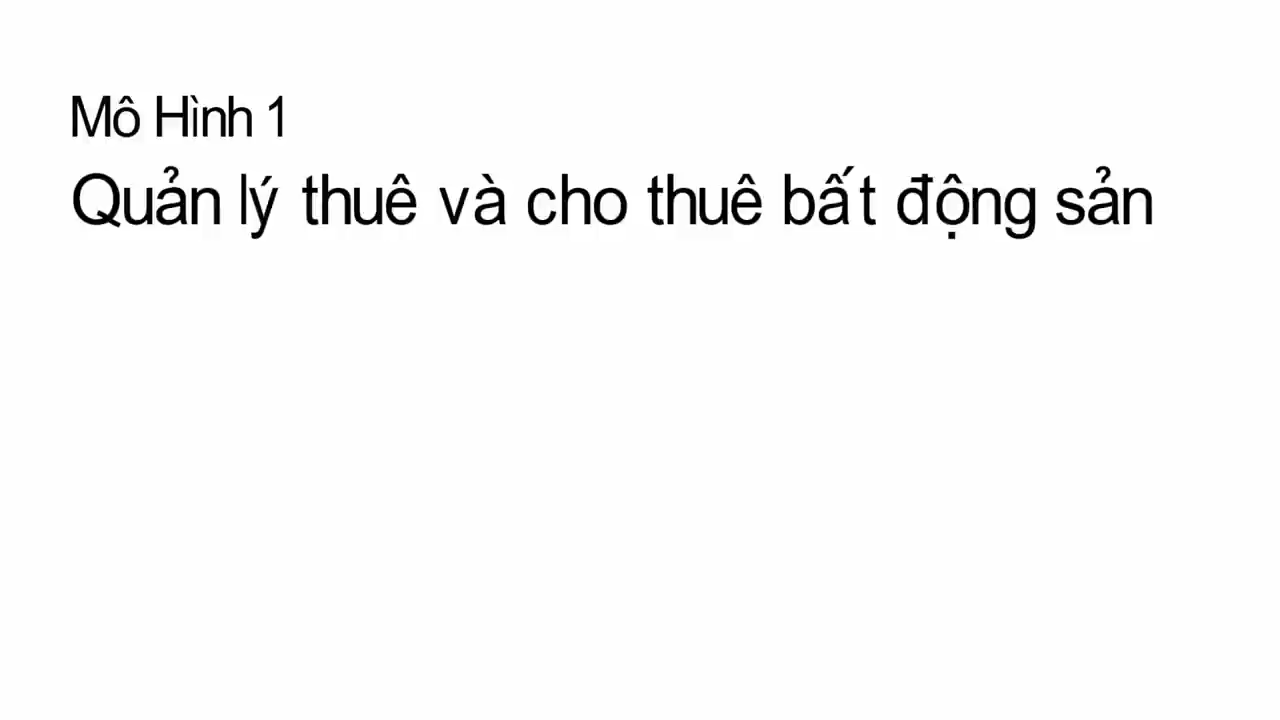 Mô Hình 1
Quản lý thuê và cho thuê bất động sản